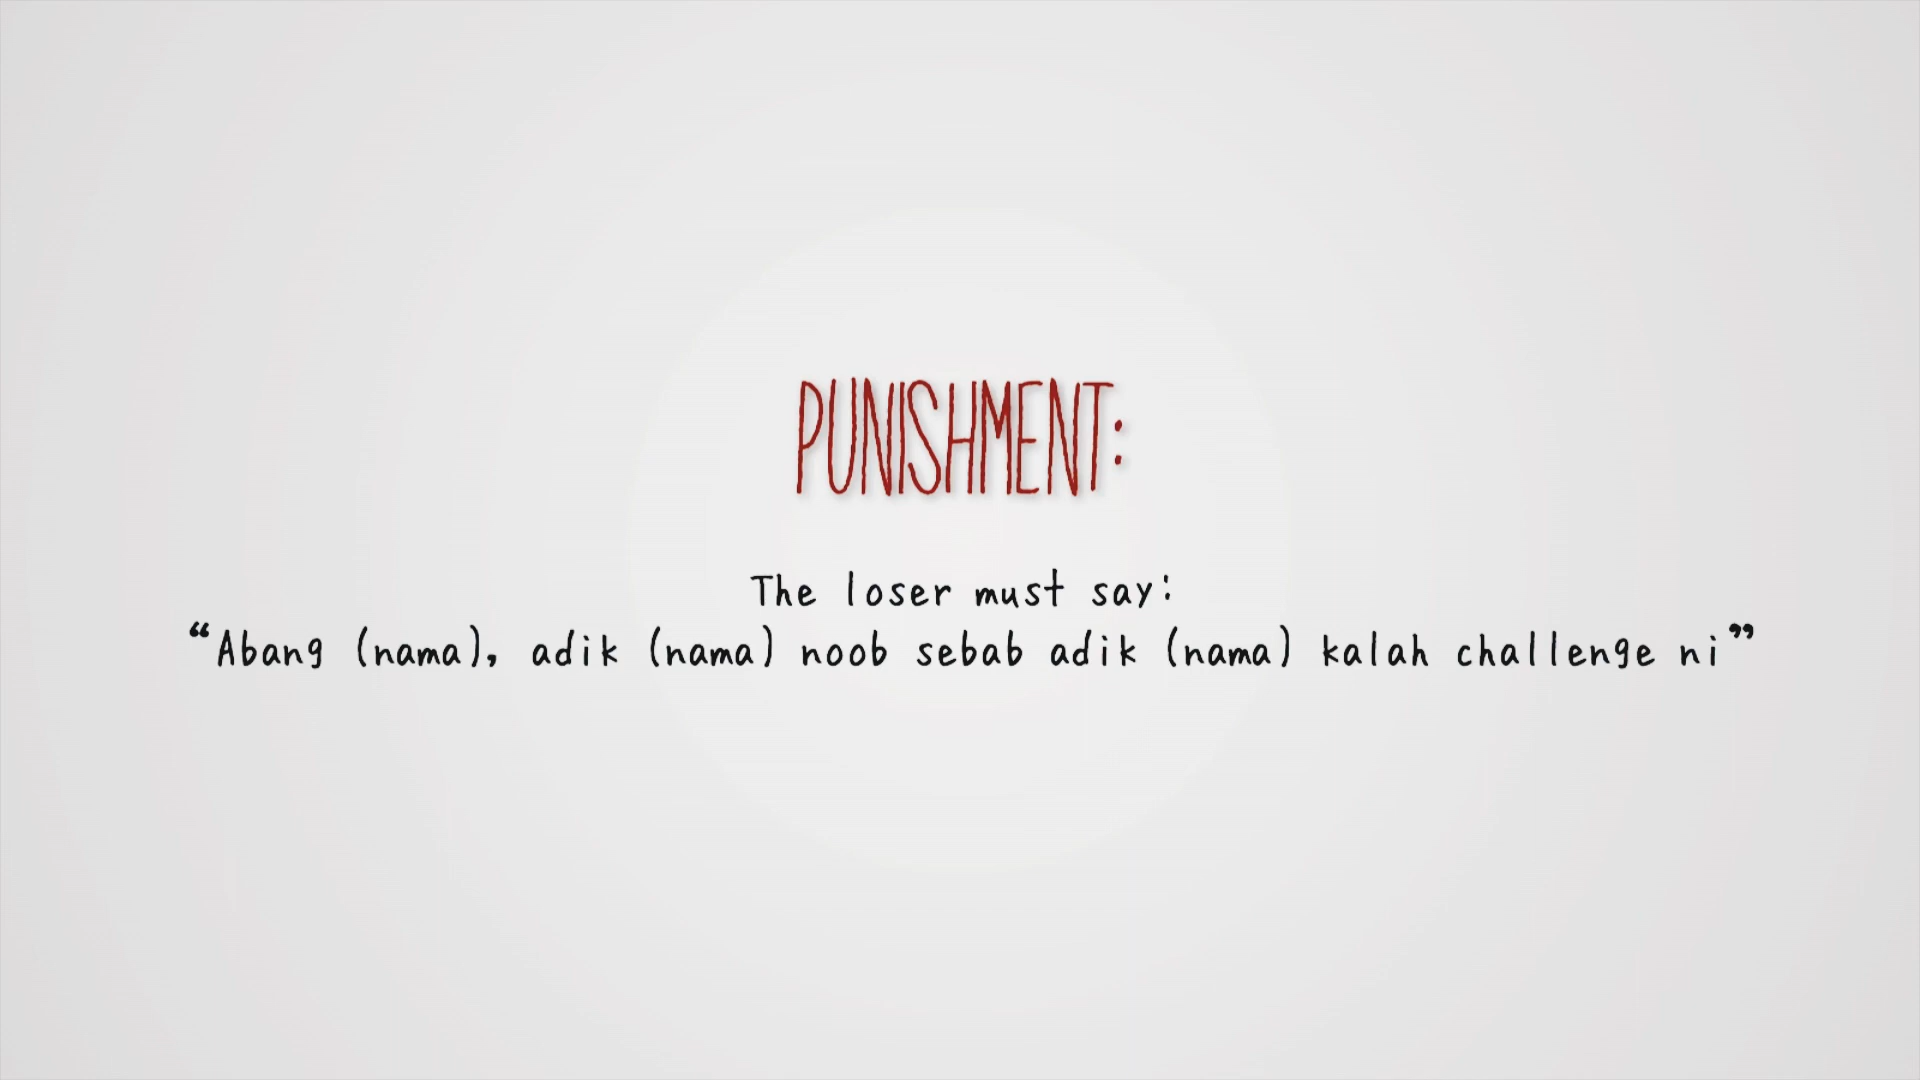 PUNISHMENT:
The loser must say:
“Abang (nama), adik (nama) noob sebab adik (nama) kalah challenge ni”